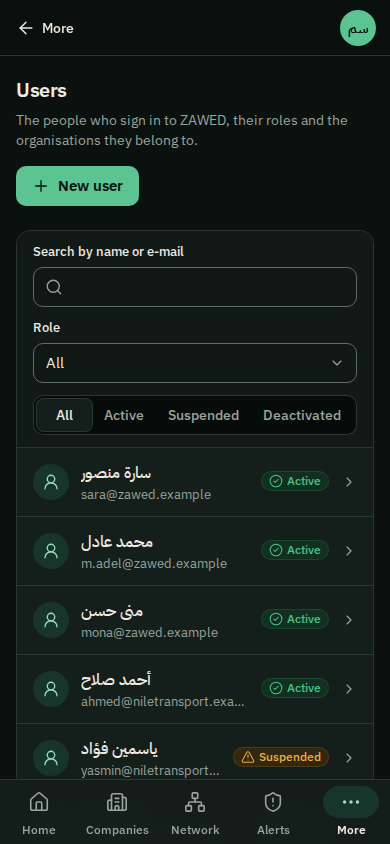 More
سم
Users
The people who sign in to ZAWED, their roles and the
organisations they belong to.
New user
Search by name or e-mail
Role
All
All Active Suspended Deactivated
سارة منصور
sara@zawed.example
Active
محمد عادل
m.adel@zawed.example
Active
منى حسن
mona@zawed.example
Active
أحمد صلاح
ahmed@niletransport.exa...
Active
ياسمين فؤاد
yasmin@niletransport...
Suspended
Home Companies Network Alerts More